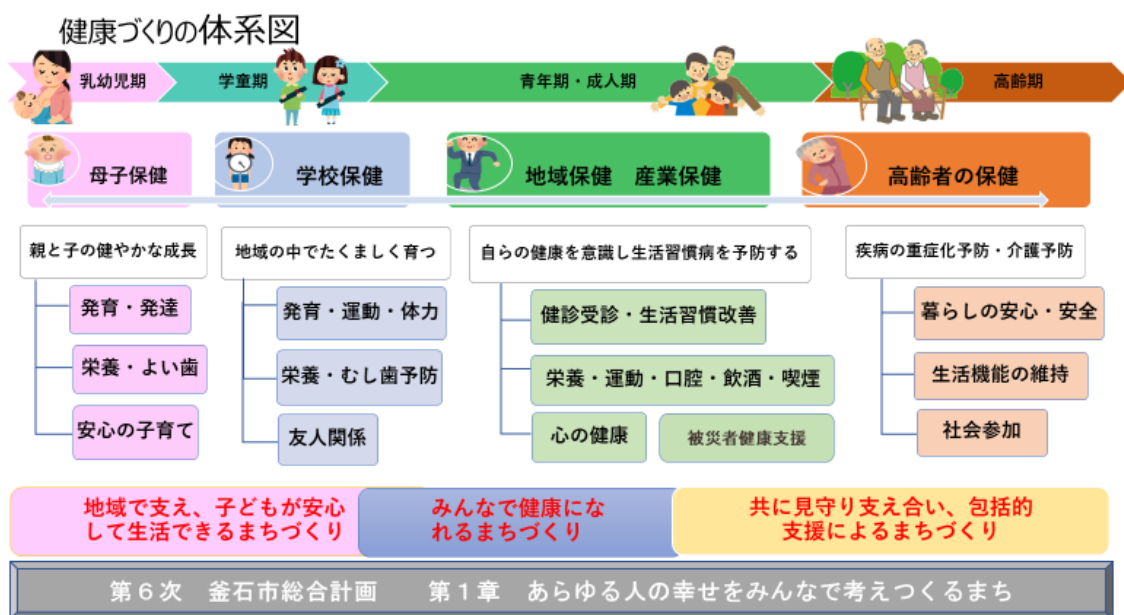 健康づくりの体系図
乳幼児期
学童期
青年期・成人期
高齢期
母子保健
学校保健
地域保健　産業保健
高齢者の保健
親と子の健やかな成長
発育・発達
栄養・よい歯
安心の子育て
地域の中でたくましく育つ
発育・運動・体力
栄養・むし歯予防
友人関係
自らの健康を意識し生活習慣病を予防する
健診受診・生活習慣改善
栄養・運動・口腔・飲酒・喫煙
心の健康
被災者健康支援
疾病の重症化予防・介護予防
暮らしの安心・安全
生活機能の維持
社会参加
地域で支え、子どもが安心
して生活できるまちづくり
みんなで健康にな
れるまちづくり
共に見守り支え合い、包括的
支援によるまちづくり
第６次　釜石市総合計画　　第１章　あらゆる人の幸せをみんなで考えつくるまち